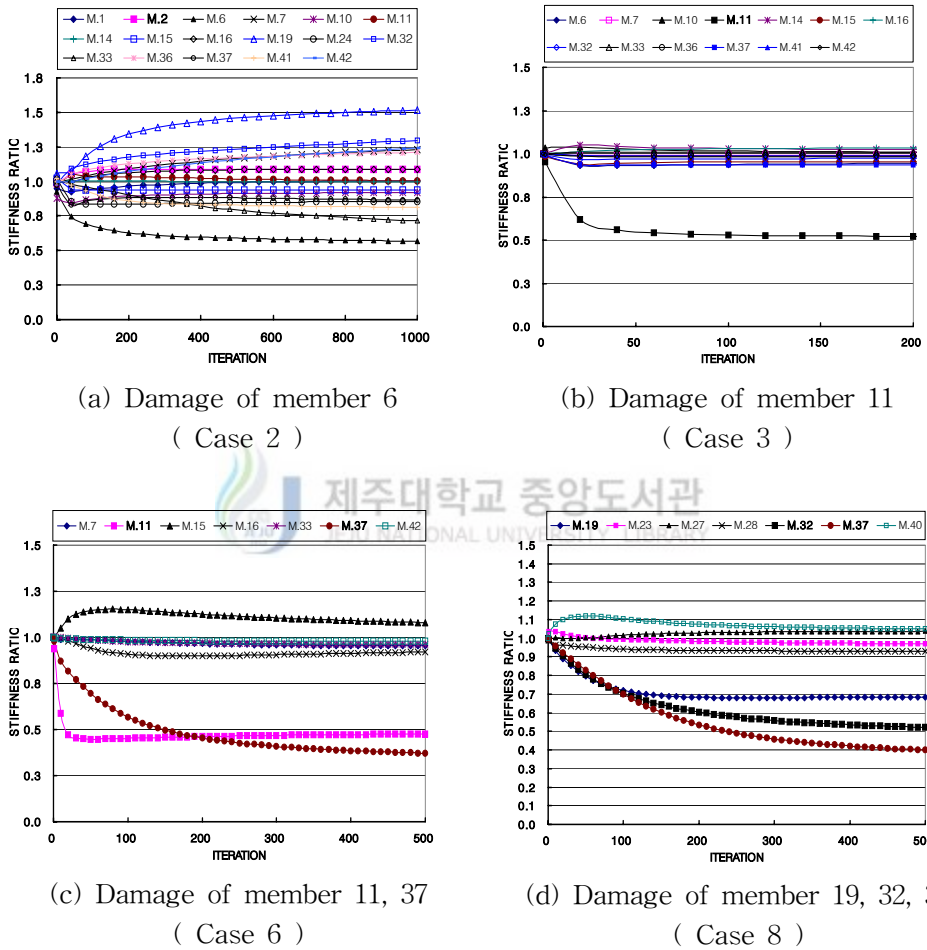 M.1 M.2 M.6 M.7 M.10 M.11
M.14 M.15 M.16 M.19 M.24 M.32
M.33 M.36 M.37 M.41 M.42
1.8
1.5
1.3
1.0
0.8
0.5
0.3
0.0
STIFFNESS RATIO
0 200 400 600 800 1000
ITERATION
(a) Damage of member 6
( Case 2 )
M.6 M.7 M.10 M.11 M.14 M.15 M.16
M.32 M.33 M.36 M.37 M.41 M.42
1.5
1.3
1.0
0.8
0.5
0.3
0.0
STIFFNESS RATIO
0 50 100 150 200
ITERATION
(b) Damage of member 11
( Case 3 )
제주대학교 중앙도서관
JEJU NATIONAL UNIVERSITY LIBRARY
M.7 M.11 M.15 M.16 M.33 M.37 M.42
1.5
1.3
1.0
0.8
0.5
0.3
0.0
STIFFNESS RATIO
0 100 200 300 400 500
ITERATION
(c) Damage of member 11, 37
( Case 6 )
M.19 M.23 M.27 M.28 M.32 M.37 M.40
1.5
1.4
1.3
1.2
1.1
1.0
0.9
0.8
0.7
0.6
0.5
0.4
0.3
0.2
0.1
0.0
STIFFNESS RATIO
0 100 200 300 400 500
ITERATION
(d) Damage of member 19, 32,
( Case 8 )